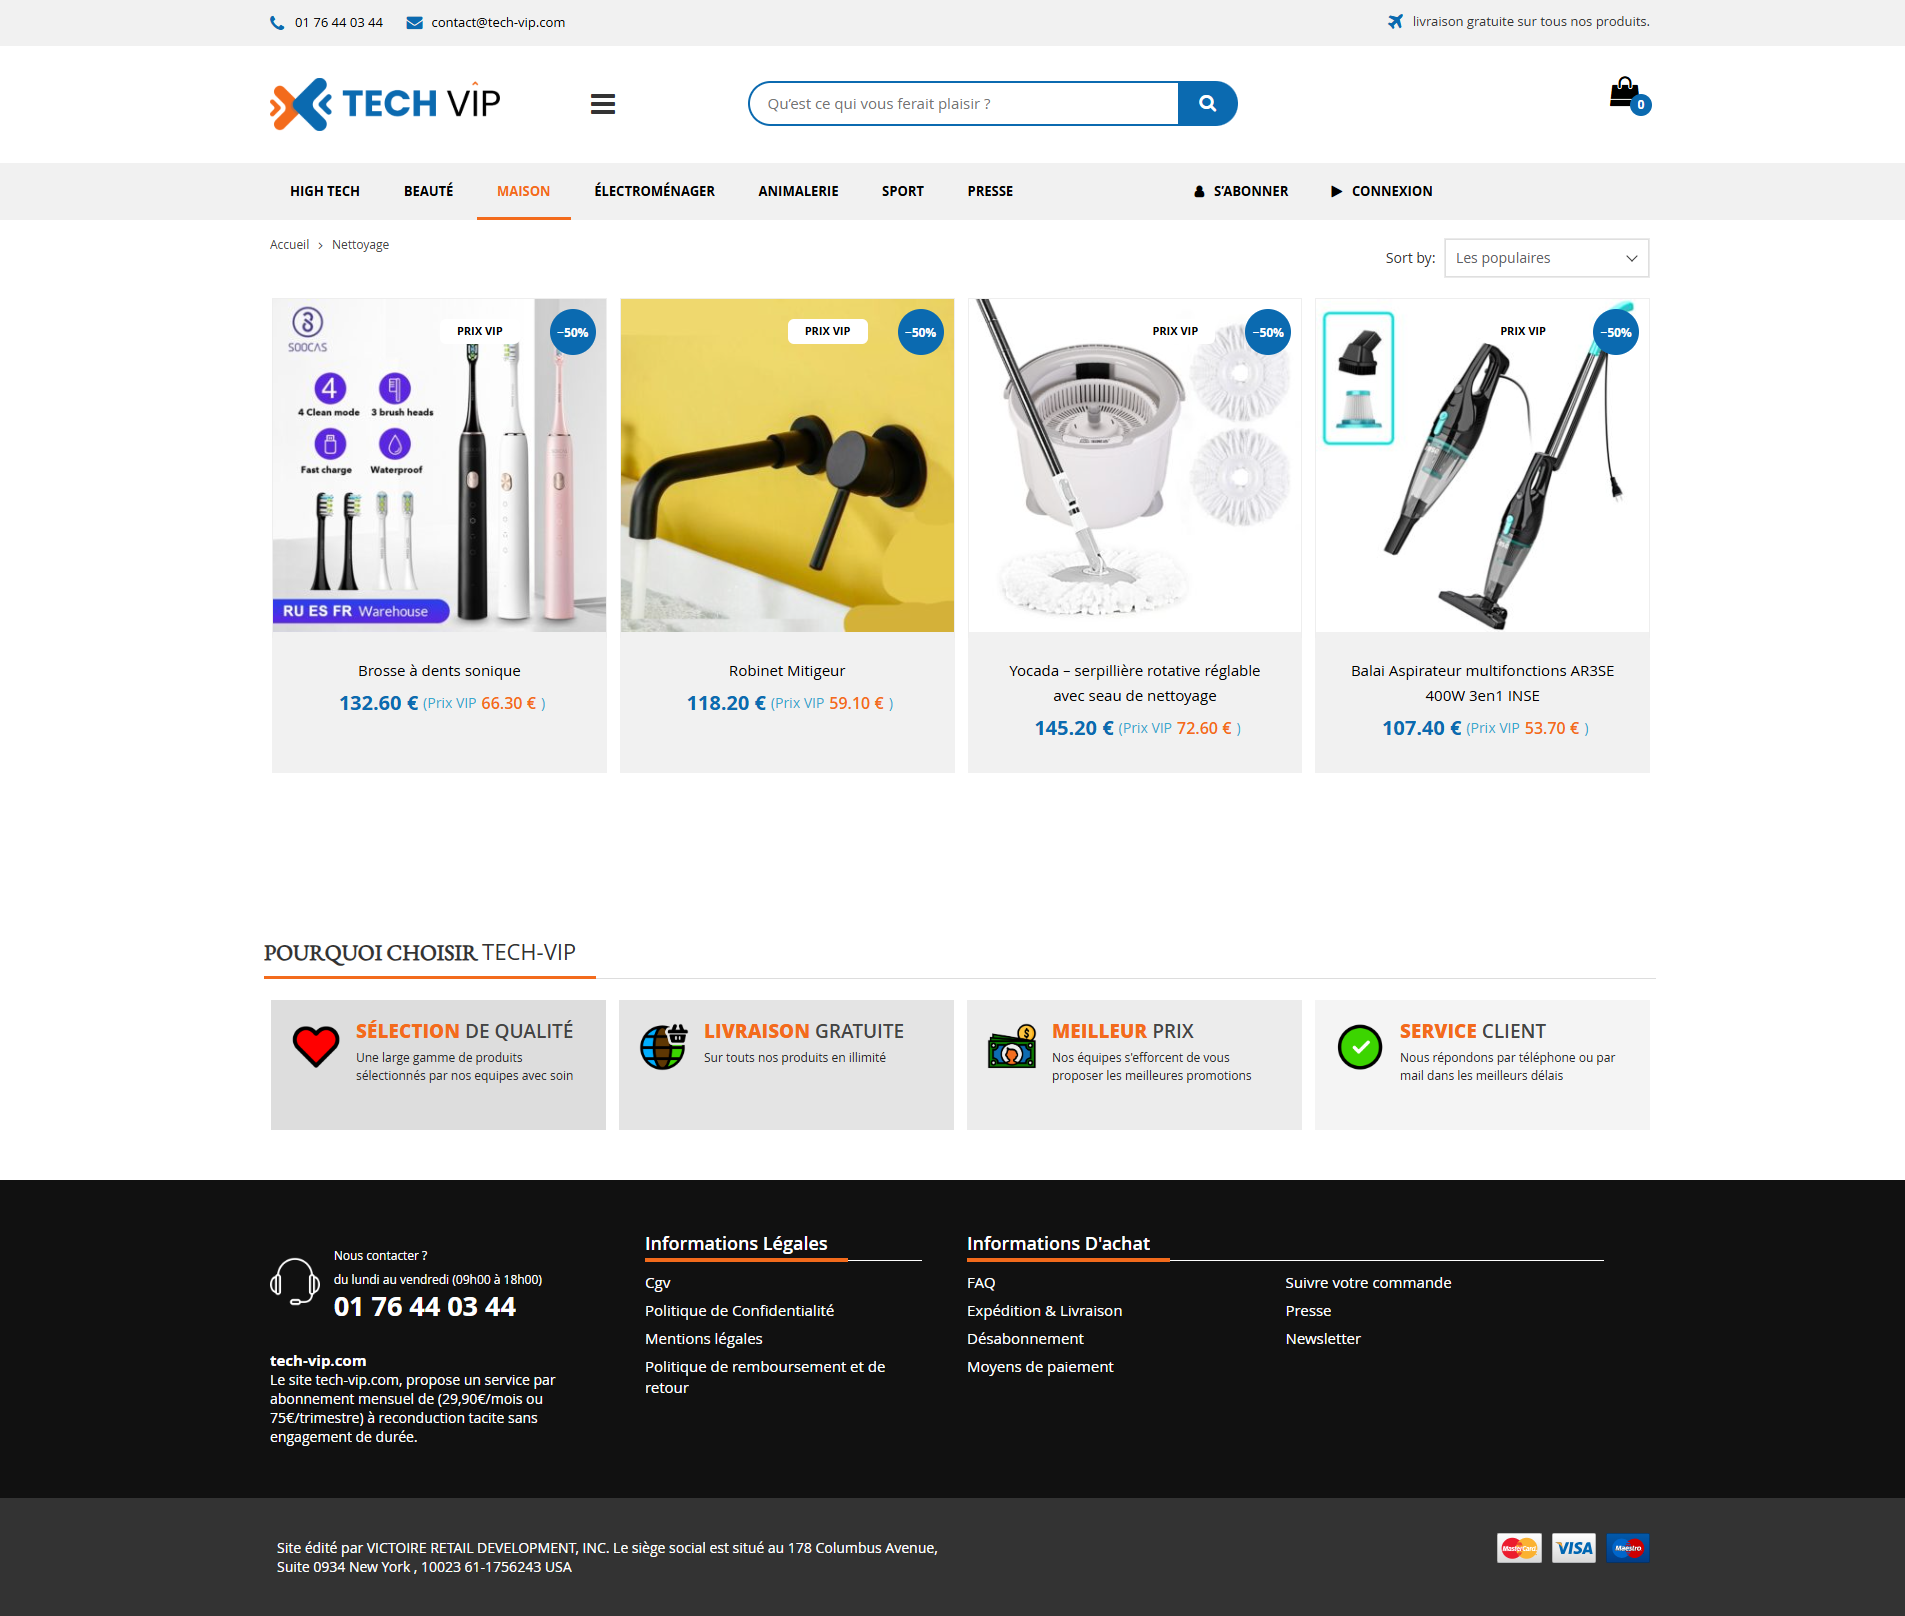 01 76 44 03 44
contact@tech-vip.com
livraison gratuite sur tous nos produits.
TECH VIP
Qu'est ce qui vous ferait plaisir ?
0
HIGH TECH
BEAUTÉ
MAISON
ÉLECTROMÉNAGER
ANIMALERIE
SPORT
PRESSE
S'ABONNER
CONNEXION
Accueil > Nettoyage
Sort by:
Les populaires
SOOCAS
PRIX VIP
−50%
4
4 Clean mode
3 brush heads
Fast charge
Waterproof
RU ES FR Warehouse
PRIX VIP
−50%
PRIX VIP
−50%
PRIX VIP
−50%
Brosse à dents sonique
132.60 € (Prix VIP 66.30 € )
Robinet Mitigeur
118.20 € (Prix VIP 59.10 € )
Yocada – serpillière rotative réglable
avec seau de nettoyage
145.20 € (Prix VIP 72.60 € )
Balai Aspirateur multifonctions AR3SE
400W 3en1 INSE
107.40 € (Prix VIP 53.70 € )
POURQUOI CHOISIR TECH-VIP
SÉLECTION DE QUALITÉ
Une large gamme de produits
sélectionnés par nos equipes avec soin
LIVRAISON GRATUITE
Sur touts nos produits en illimité
MEILLEUR PRIX
Nos équipes s'efforcent de vous
proposer les meilleures promotions
SERVICE CLIENT
Nous répondons par téléphone ou par
mail dans les meilleurs délais
Nous contacter ?
du lundi au vendredi (09h00 à 18h00)
01 76 44 03 44
tech-vip.com
Le site tech-vip.com, propose un service par
abonnement mensuel de (29,90€/mois ou
75€/trimestre) à reconduction tacite sans
engagement de durée.
Informations Légales
Cgv
Politique de Confidentialité
Mentions légales
Politique de remboursement et de
retour
Informations D'achat
FAQ
Expédition & Livraison
Désabonnement
Moyens de paiement
Suivre votre commande
Presse
Newsletter
Site édité par VICTOIRE RETAIL DEVELOPMENT, INC. Le siège social est situé au 178 Columbus Avenue,
Suite 0934 New York , 10023 61-1756243 USA
MasterCard
VISA
Maestro